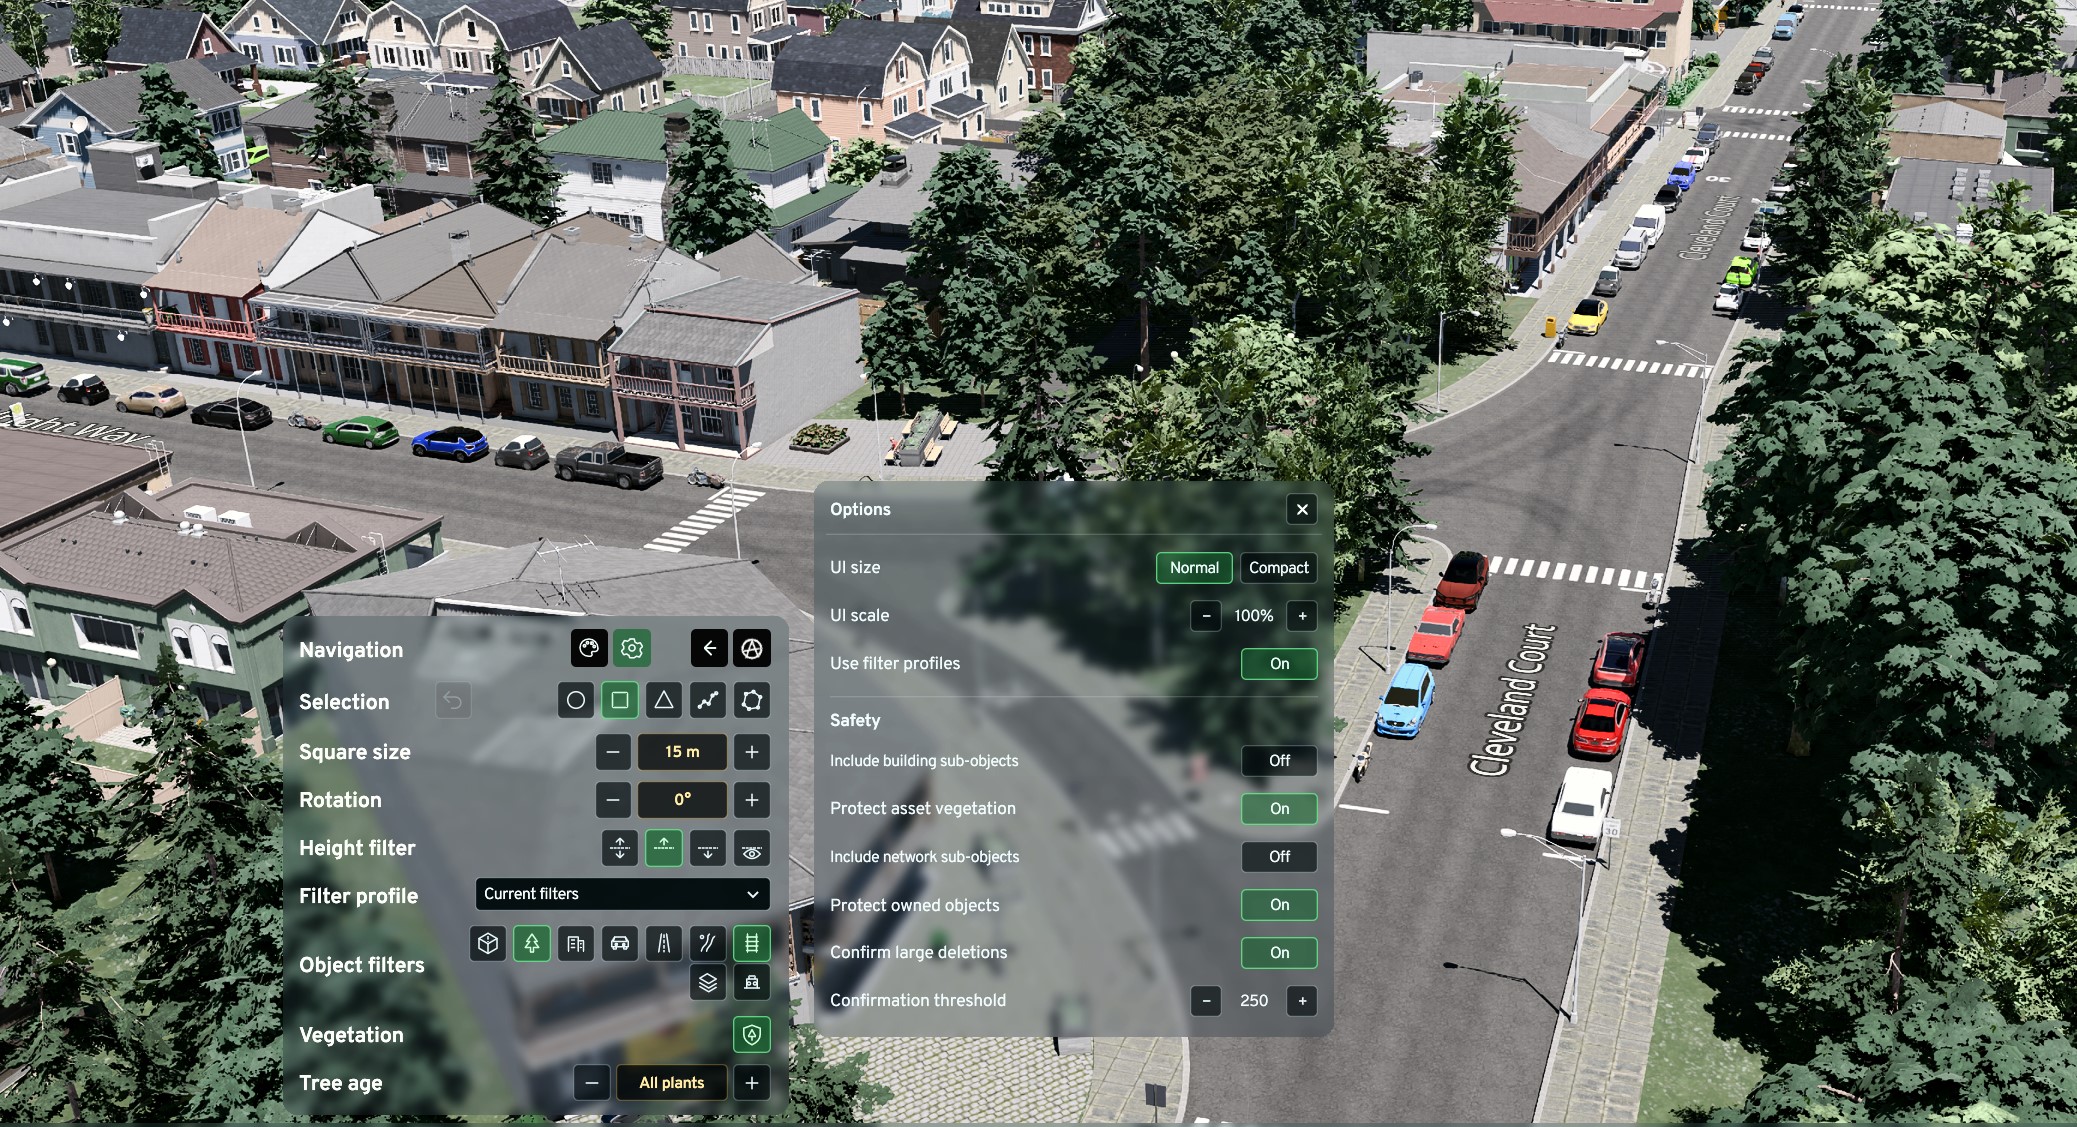 Cleveland Court
Options
UI size
Normal
Compact
UI scale
100%
Use filter profiles
On
Safety
Include building sub-objects
Off
Protect asset vegetation
On
Include network sub-objects
Off
Protect owned objects
On
Confirm large deletions
On
Confirmation threshold
250
Navigation
Selection
Square size
15 m
Rotation
0°
Height filter
Filter profile
Current filters
Object filters
Vegetation
Tree age
All plants
Cleveland Court
30